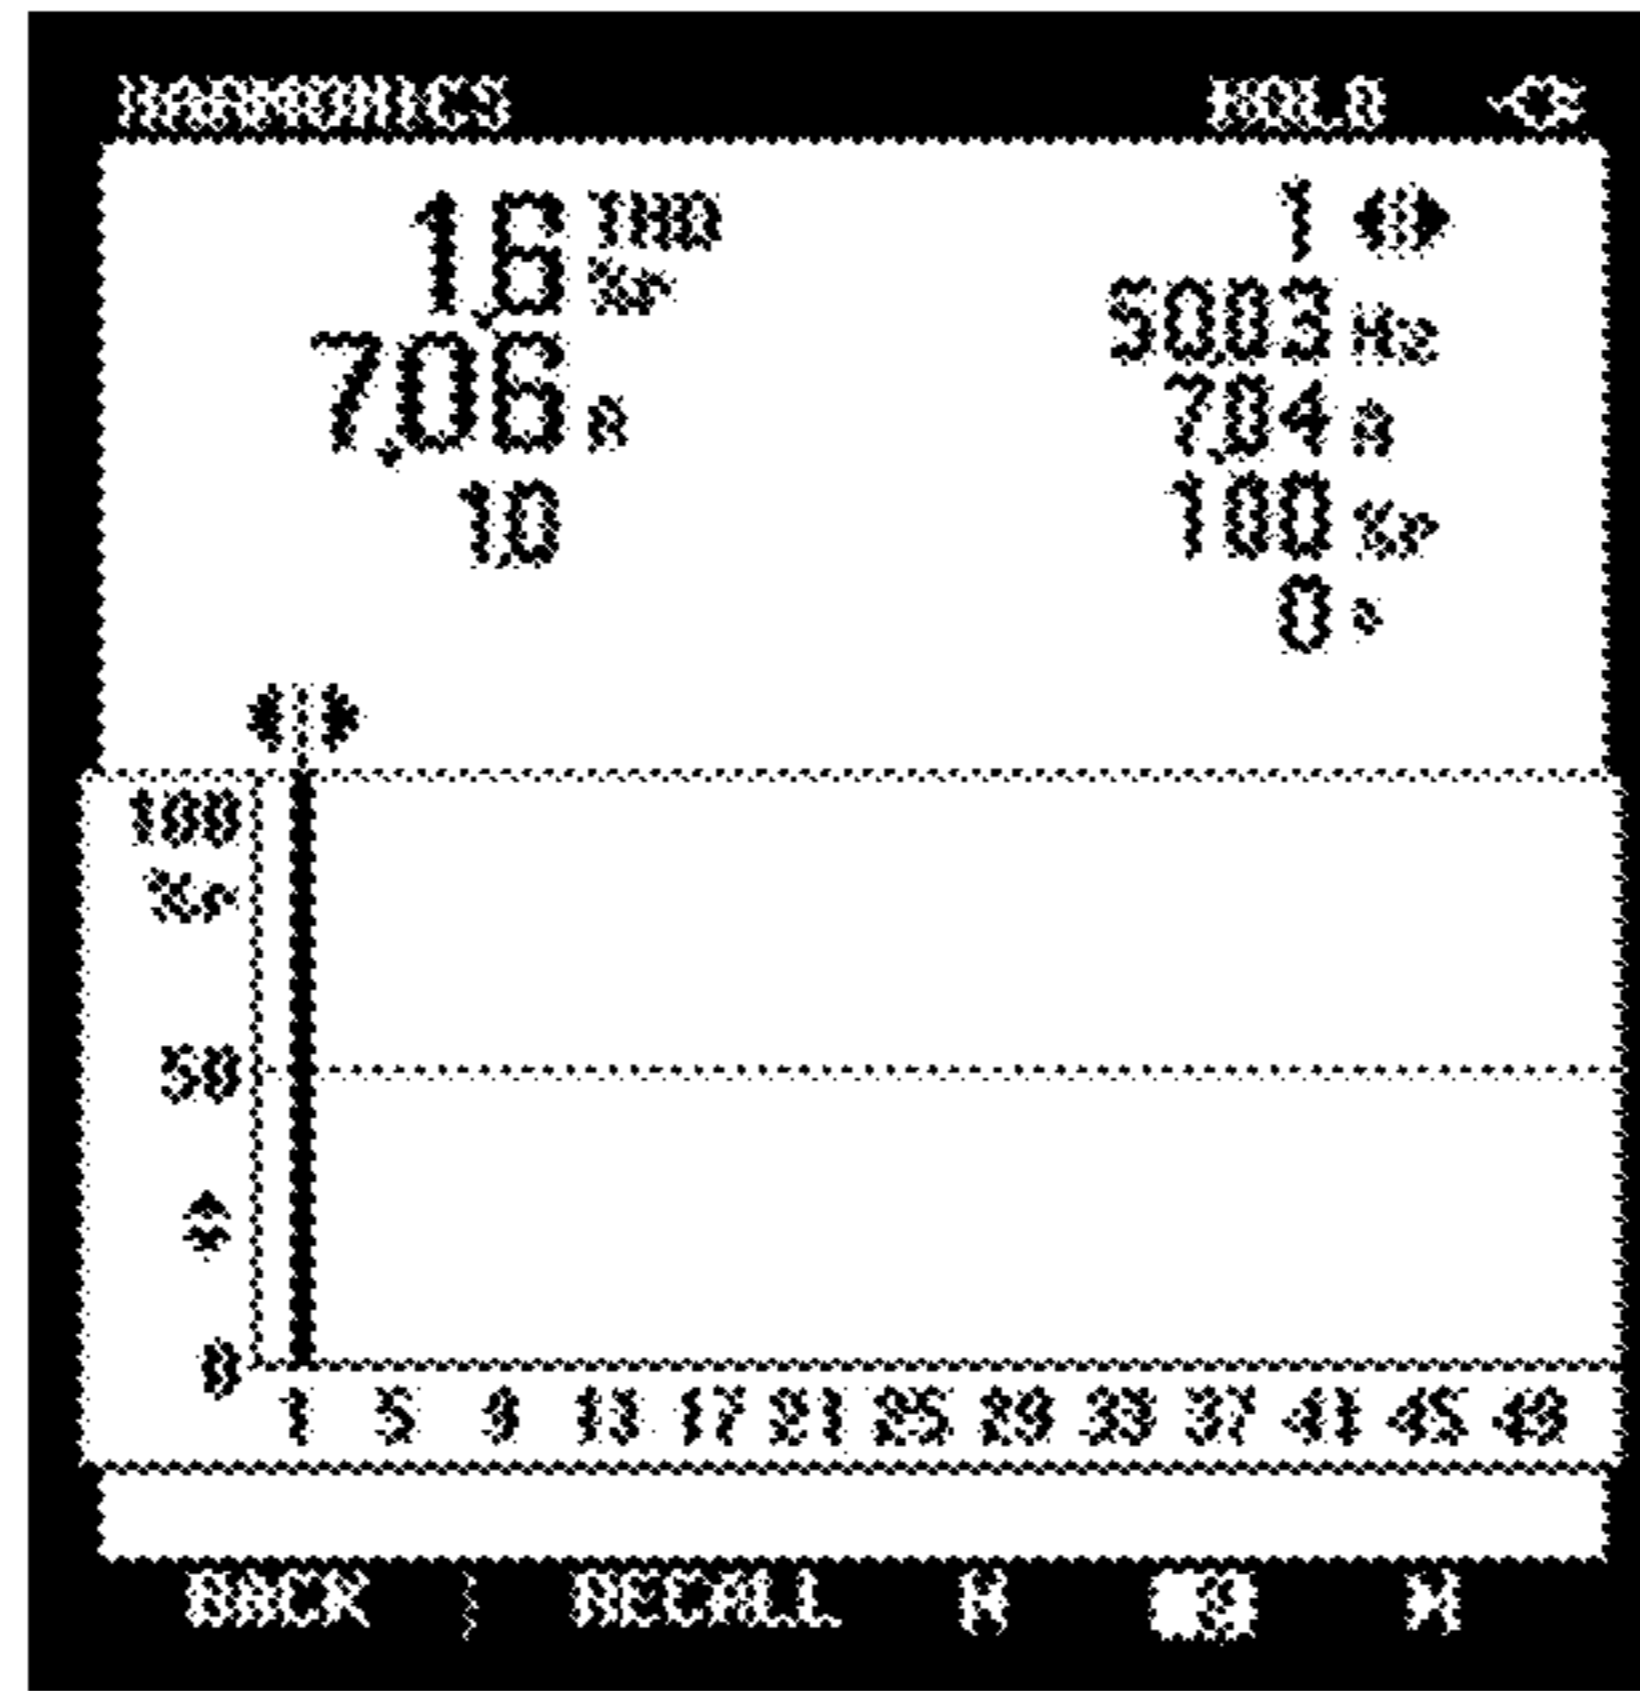 HARMONICS HOLD
1,6 THD %r
7,06 A
1,0
1
50,03 Hz
7,04 A
100 %r
0 °
100
%r
50
0
1 5 9 13 17 21 25 29 33 37 41 45 49
BACK RECALL